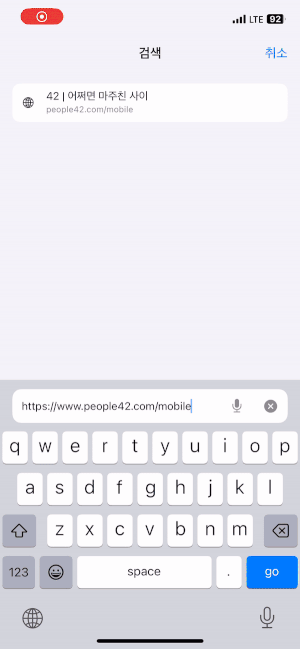 LTE 92
검색
취소
42 | 어쩌면 마주친 사이
people42.com/mobile
https://www.people42.com/mobile
q w e r t y u i o p
a s d f g h j k l
z x c v b n m
123 space . go